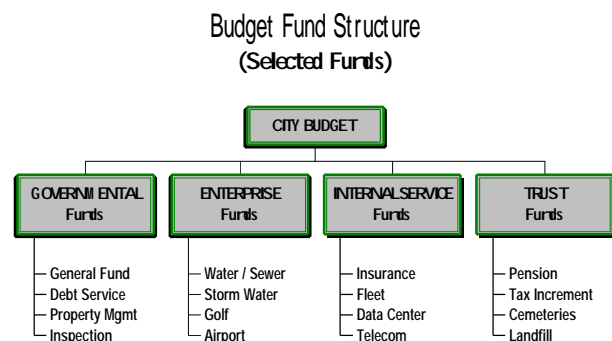 Budget Fund Structure
(Selected Funds)
CITY BUDGET
GOVERNMENTAL
Funds
ENTERPRISE
Funds
INTERNAL SERVICE
Funds
TRUST
Funds
General Fund
Debt Service
Property Mgmt
Inspection
Water / Sewer
Storm Water
Golf
Airport
Insurance
Fleet
Data Center
Telecom
Pension
Tax Increment
Cemeteries
Landfill